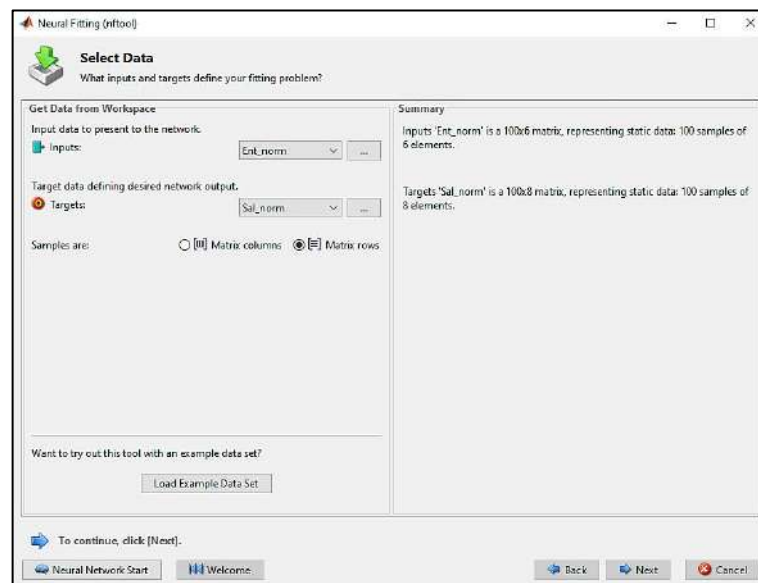 Neural Fitting (nftool)
Select Data
What inputs and targets define your fitting problem?
Get Data from Workspace
Input data to present to the network.
Inputs:
Ent_norm
...
Target data defining desired network output.
Targets:
Sal_norm
...
Samples are:
Matrix columns
Matrix rows
Want to try out this tool with an example data set?
Load Example Data Set
Summary
Inputs 'Ent_norm' is a 100x6 matrix, representing static data: 100 samples of
6 elements.
Targets 'Sal_norm' is a 100x8 matrix, representing static data: 100 samples of
8 elements.
To continue, click [Next].
Neural Network Start
Welcome
Back
Next
Cancel